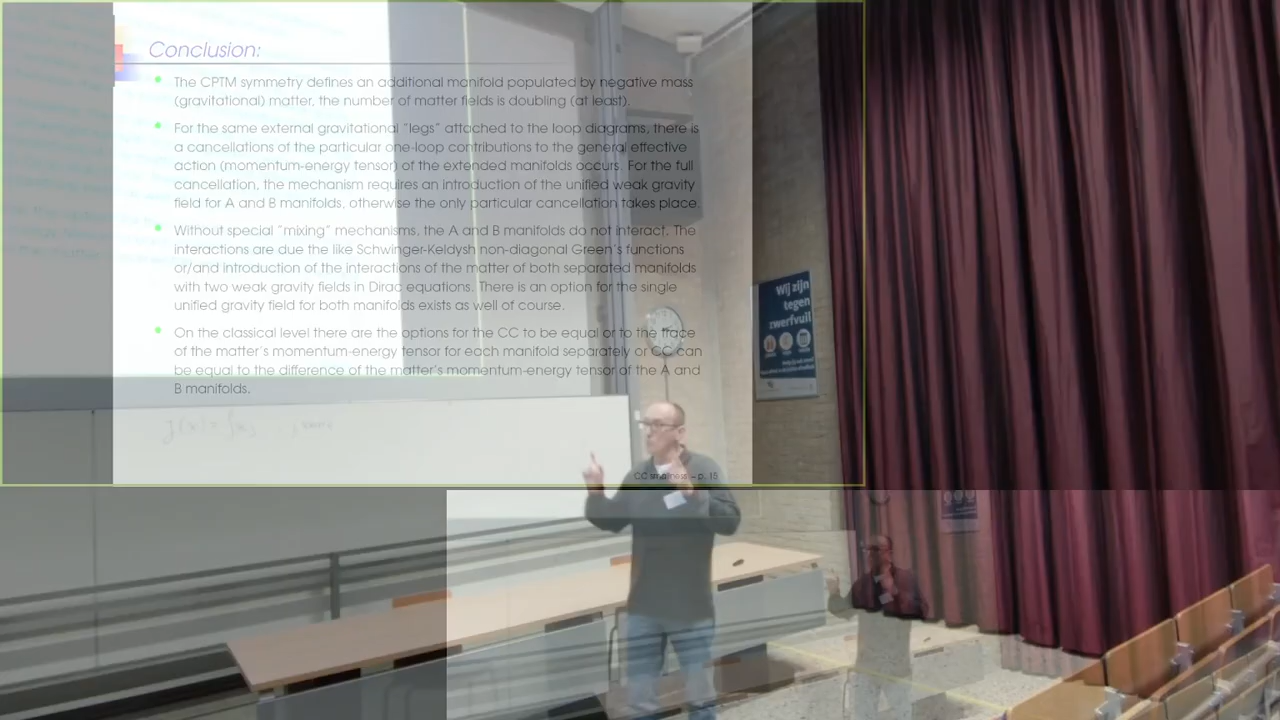 Conclusion:
The CPTM symmetry defines an additional manifold populated by negative mass
(gravitational) matter, the number of matter fields is doubling (at least).
For the same external gravitational "legs" attached to the loop diagrams, there is
a cancellations of the particular one-loop contributions to the general effective
action (momentum-energy tensor) of the extended manifolds occurs. For the full
cancellation, the mechanism requires an introduction of the unified weak gravity
field for A and B manifolds, otherwise the only particular cancellation takes place.
Without special "mixing" mechanisms, the A and B manifolds do not interact. The
interactions are due the like Schwinger-Keldysh non-diagonal Green's functions
or/and introduction of the interactions of the matter of both separated manifolds
with two weak gravity fields in Dirac equations. There is an option for the single
unified gravity field for both manifolds exists as well of course.
On the classical level there are the options for the CC to be equal or to the trace
of the matter's momentum-energy tensor for each manifold separately or CC can
be equal to the difference of the matter's momentum-energy tensor of the A and
B manifolds.
CC smallness – p. 15
Wij zijn
tegen
zwerfvuil